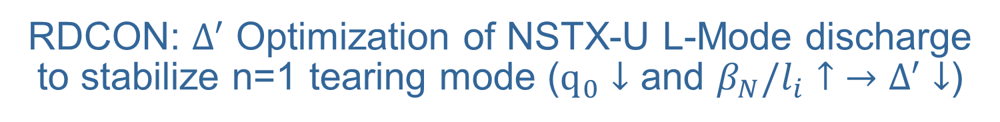 RDCON: Δ′ Optimization of NSTX-U L-Mode discharge
to stabilize n=1 tearing mode (q₀ ↓ and β_N/l_i ↑ → Δ′ ↓)